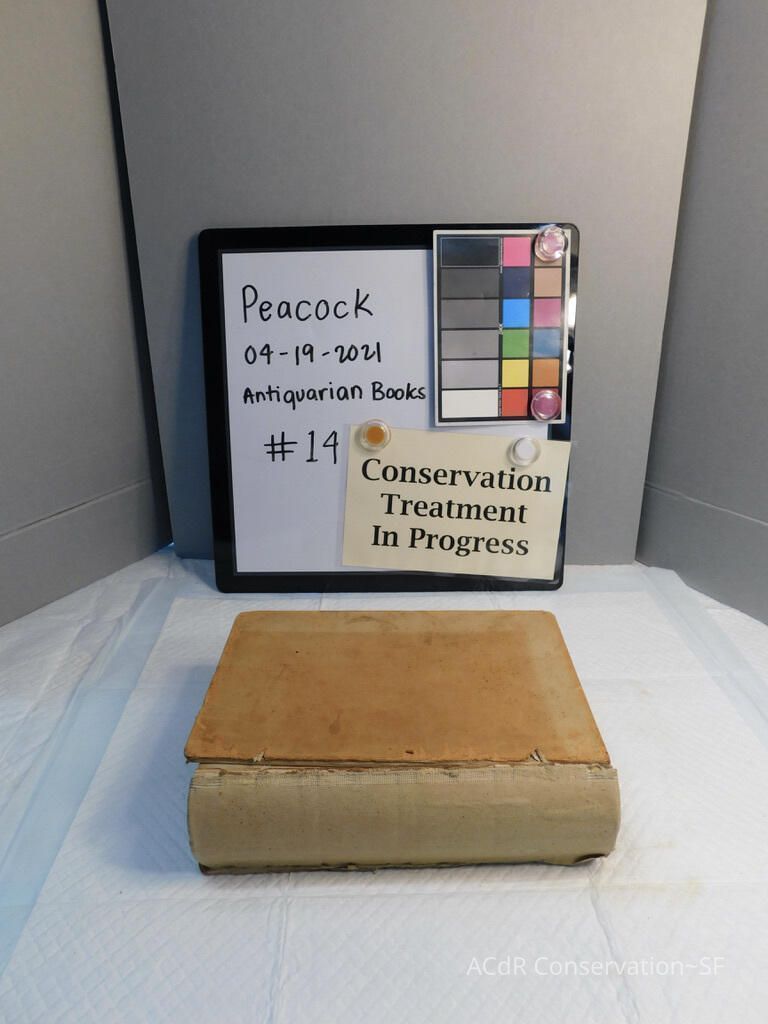 Peacock
04-19-2021
Antiquarian Books
#14
Conservation
Treatment
In Progress
ACdR Conservation~SF